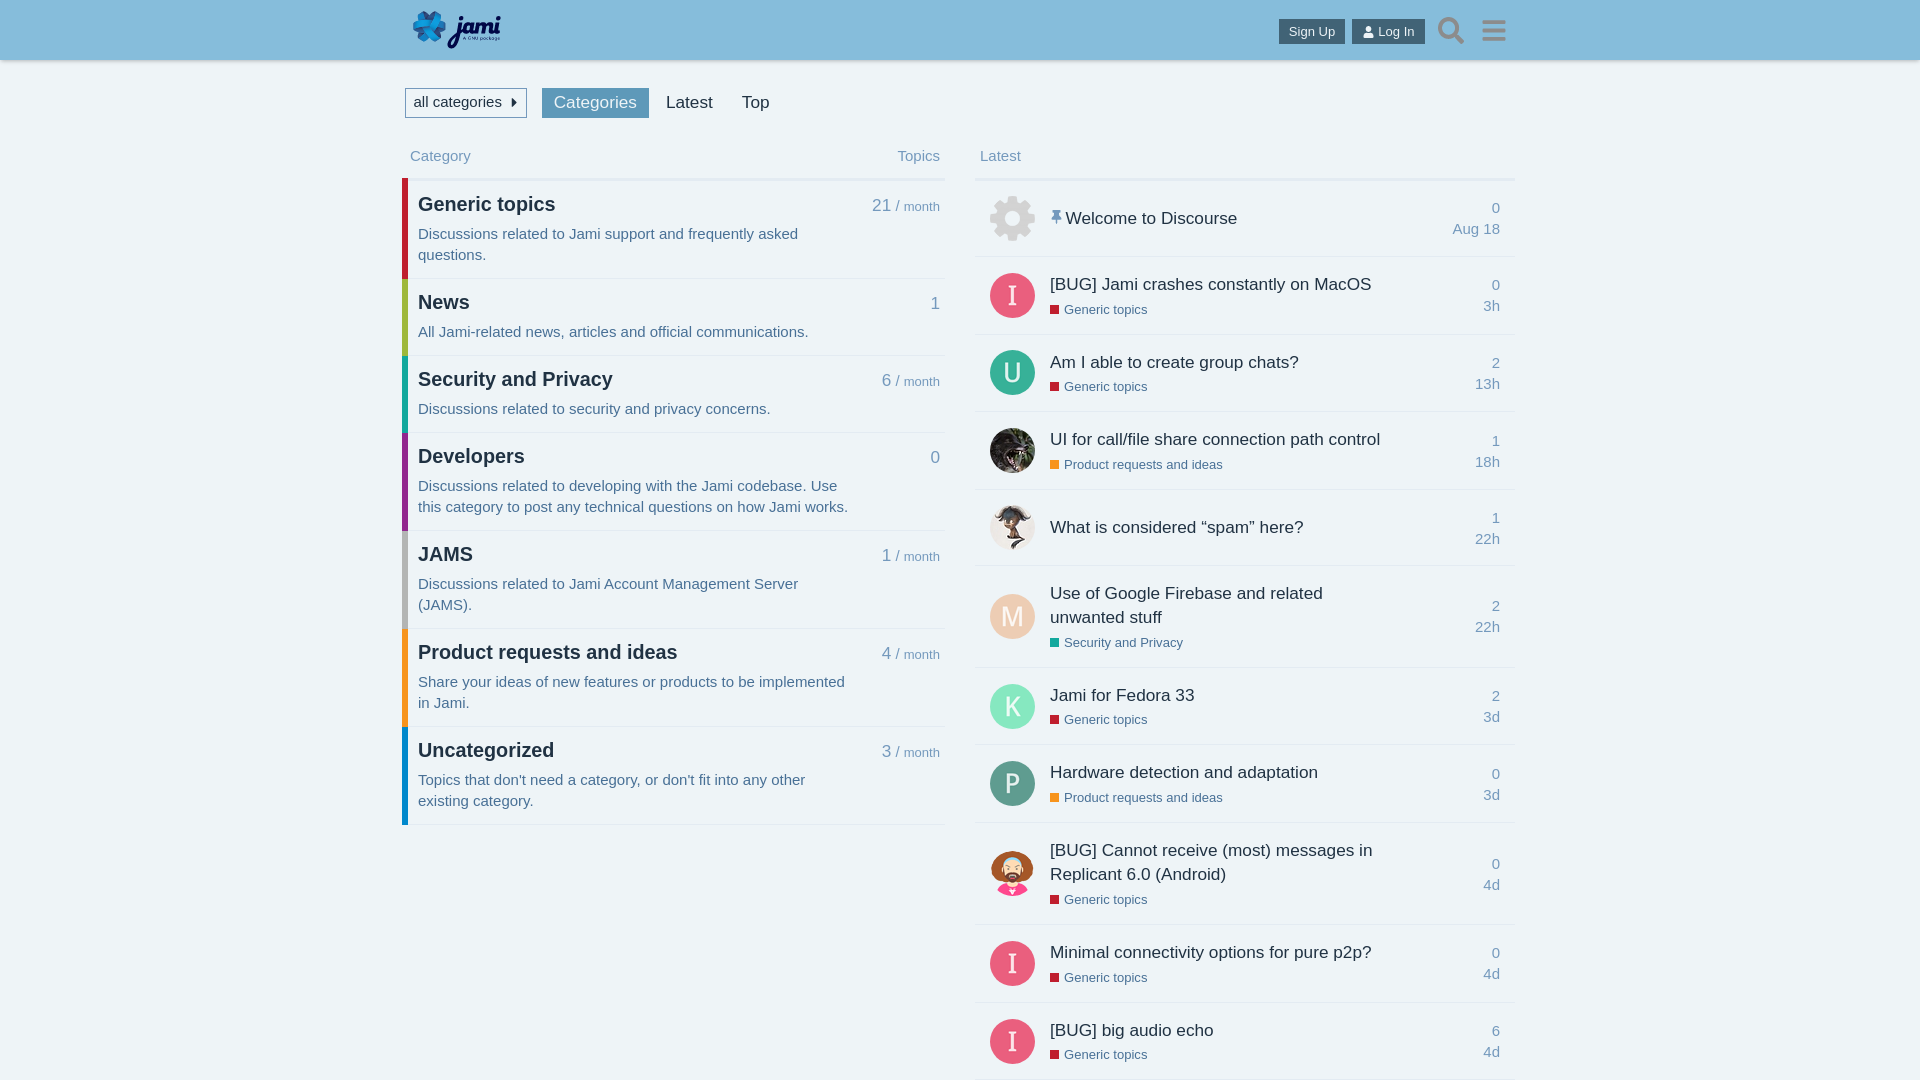 jami
A GNU package
Sign Up
Log In
all categories
Categories
Latest
Top
Category
Topics
Generic topics
21 / month
Discussions related to Jami support and frequently asked
questions.
News
1
All Jami-related news, articles and official communications.
Security and Privacy
6 / month
Discussions related to security and privacy concerns.
Developers
0
Discussions related to developing with the Jami codebase. Use
this category to post any technical questions on how Jami works.
JAMS
1 / month
Discussions related to Jami Account Management Server
(JAMS).
Product requests and ideas
4 / month
Share your ideas of new features or products to be implemented
in Jami.
Uncategorized
3 / month
Topics that don't need a category, or don't fit into any other
existing category.
Latest
Welcome to Discourse
0
Aug 18
I
[BUG] Jami crashes constantly on MacOS
Generic topics
0
3h
U
Am I able to create group chats?
Generic topics
2
13h
UI for call/file share connection path control
Product requests and ideas
1
18h
What is considered “spam” here?
1
22h
M
Use of Google Firebase and related
unwanted stuff
Security and Privacy
2
22h
K
Jami for Fedora 33
Generic topics
2
3d
P
Hardware detection and adaptation
Product requests and ideas
0
3d
[BUG] Cannot receive (most) messages in
Replicant 6.0 (Android)
Generic topics
0
4d
I
Minimal connectivity options for pure p2p?
Generic topics
0
4d
I
[BUG] big audio echo
Generic topics
6
4d